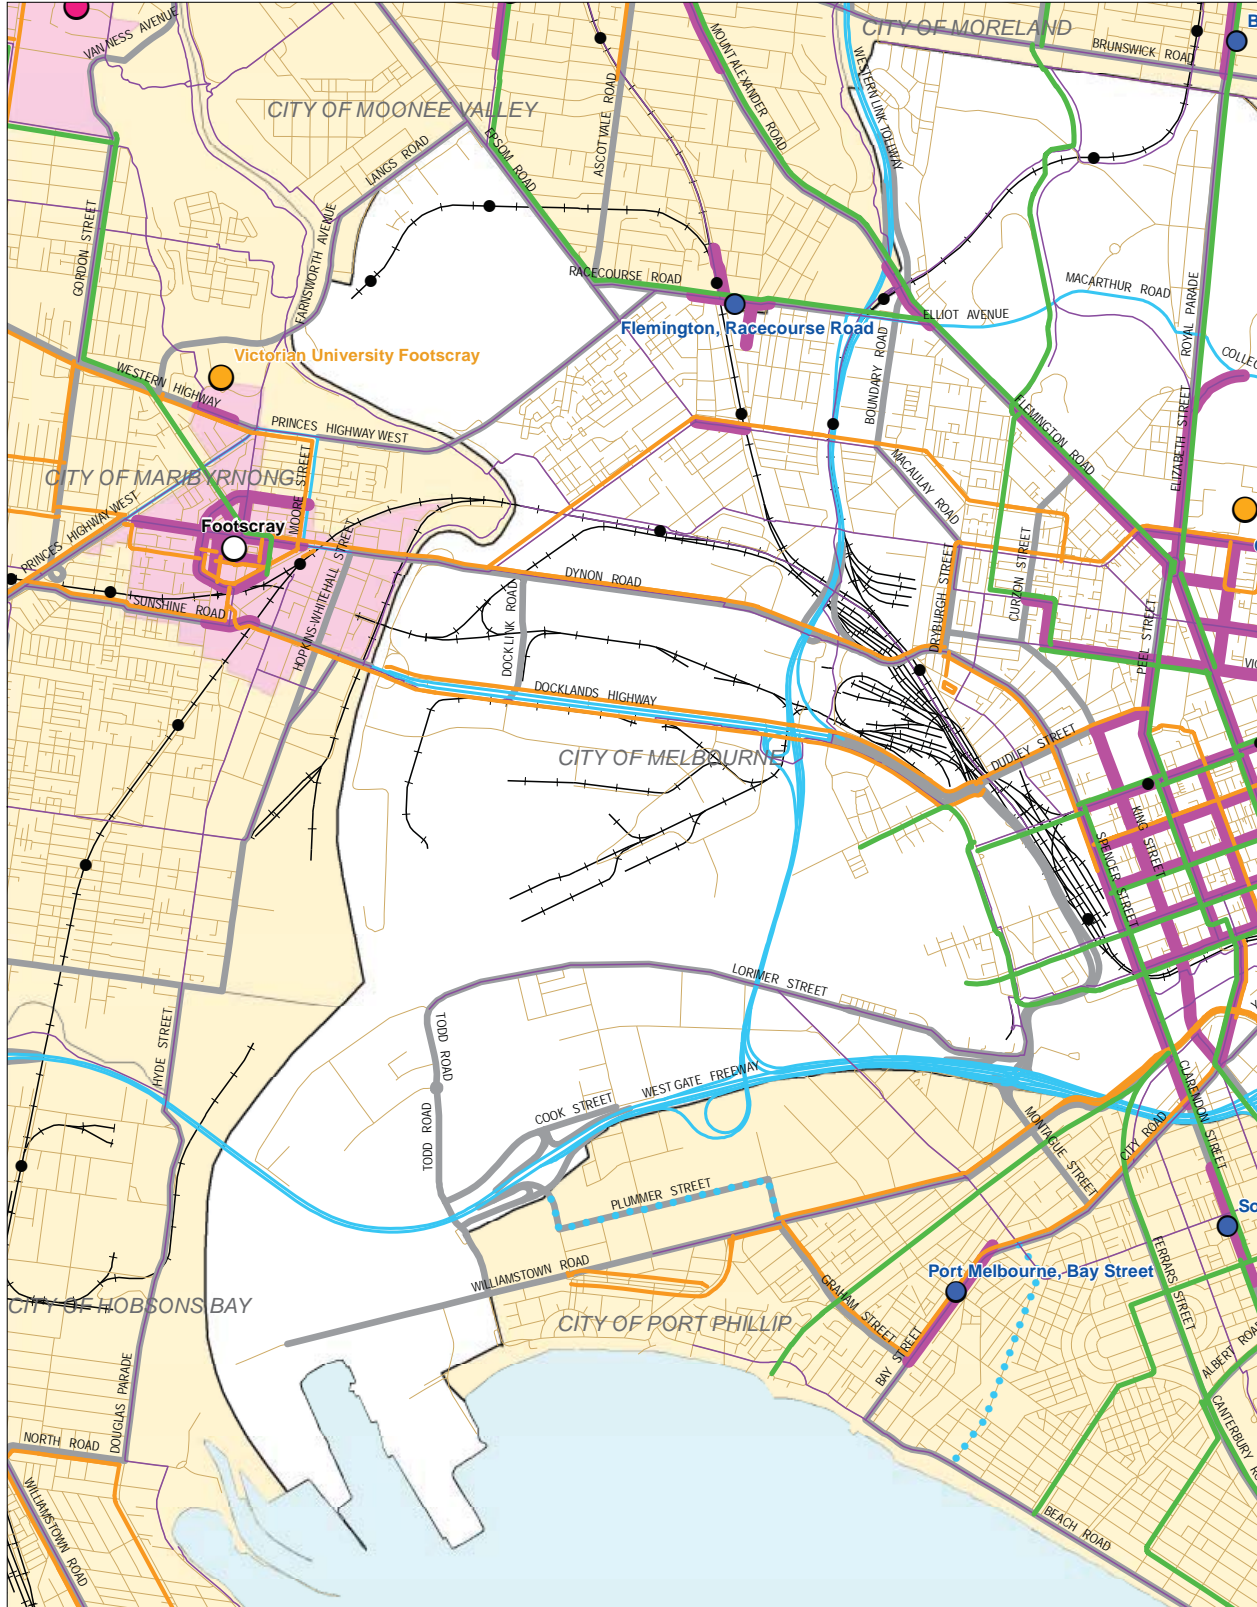 VAN NESS AVENUE
CITY OF MORELAND
B
BRUNSWICK ROAD
MOUNT ALEXANDER ROAD
WESTERN LINK TOLLWAY
CITY OF MOONEE VALLEY
ASCOT VALE ROAD
EPSOM ROAD
LANGS ROAD
GORDON STREET
FARNSWORTH AVENUE
RACECOURSE ROAD
MACARTHUR ROAD
ROYAL PARADE
ELLIOT AVENUE
Flemington, Racecourse Road
BOUNDARY ROAD
COLLEG
Victorian University Footscray
WESTERN HIGHWAY
PRINCES HIGHWAY WEST
FLEMINGTON ROAD
ELIZABETH STREET
CITY OF MARIBYRNONG
MOORE STREET
MACAULAY ROAD
PRINCES HIGHWAY WEST
Footscray
HOPKINS-WHITEHALL STREET
DYNON ROAD
DRYBURGH STREET
CURZON STREET
SUNSHINE ROAD
DOCK LINK ROAD
PEEL STREET
VIC
DOCKLANDS HIGHWAY
CITY OF MELBOURNE
DUDLEY STREET
KING STREET
SPENCER STREET
LORIMER STREET
HYDE STREET
TODD ROAD
WEST GATE FREEWAY
COOK STREET
TODD ROAD
MONTAGUE STREET
CITY ROAD
CLARENDON STREET
PLUMMER STREET
So
WILLIAMSTOWN ROAD
Port Melbourne, Bay Street
FERRARS STREET
CITY OF HOBSONS BAY
GRAHAM STREET
CITY OF PORT PHILLIP
BAY STREET
ALBERT ROA
DOUGLAS PARADE
CANTERBURY R
NORTH ROAD
WILLIAMSTOWN ROAD
BEACH ROAD